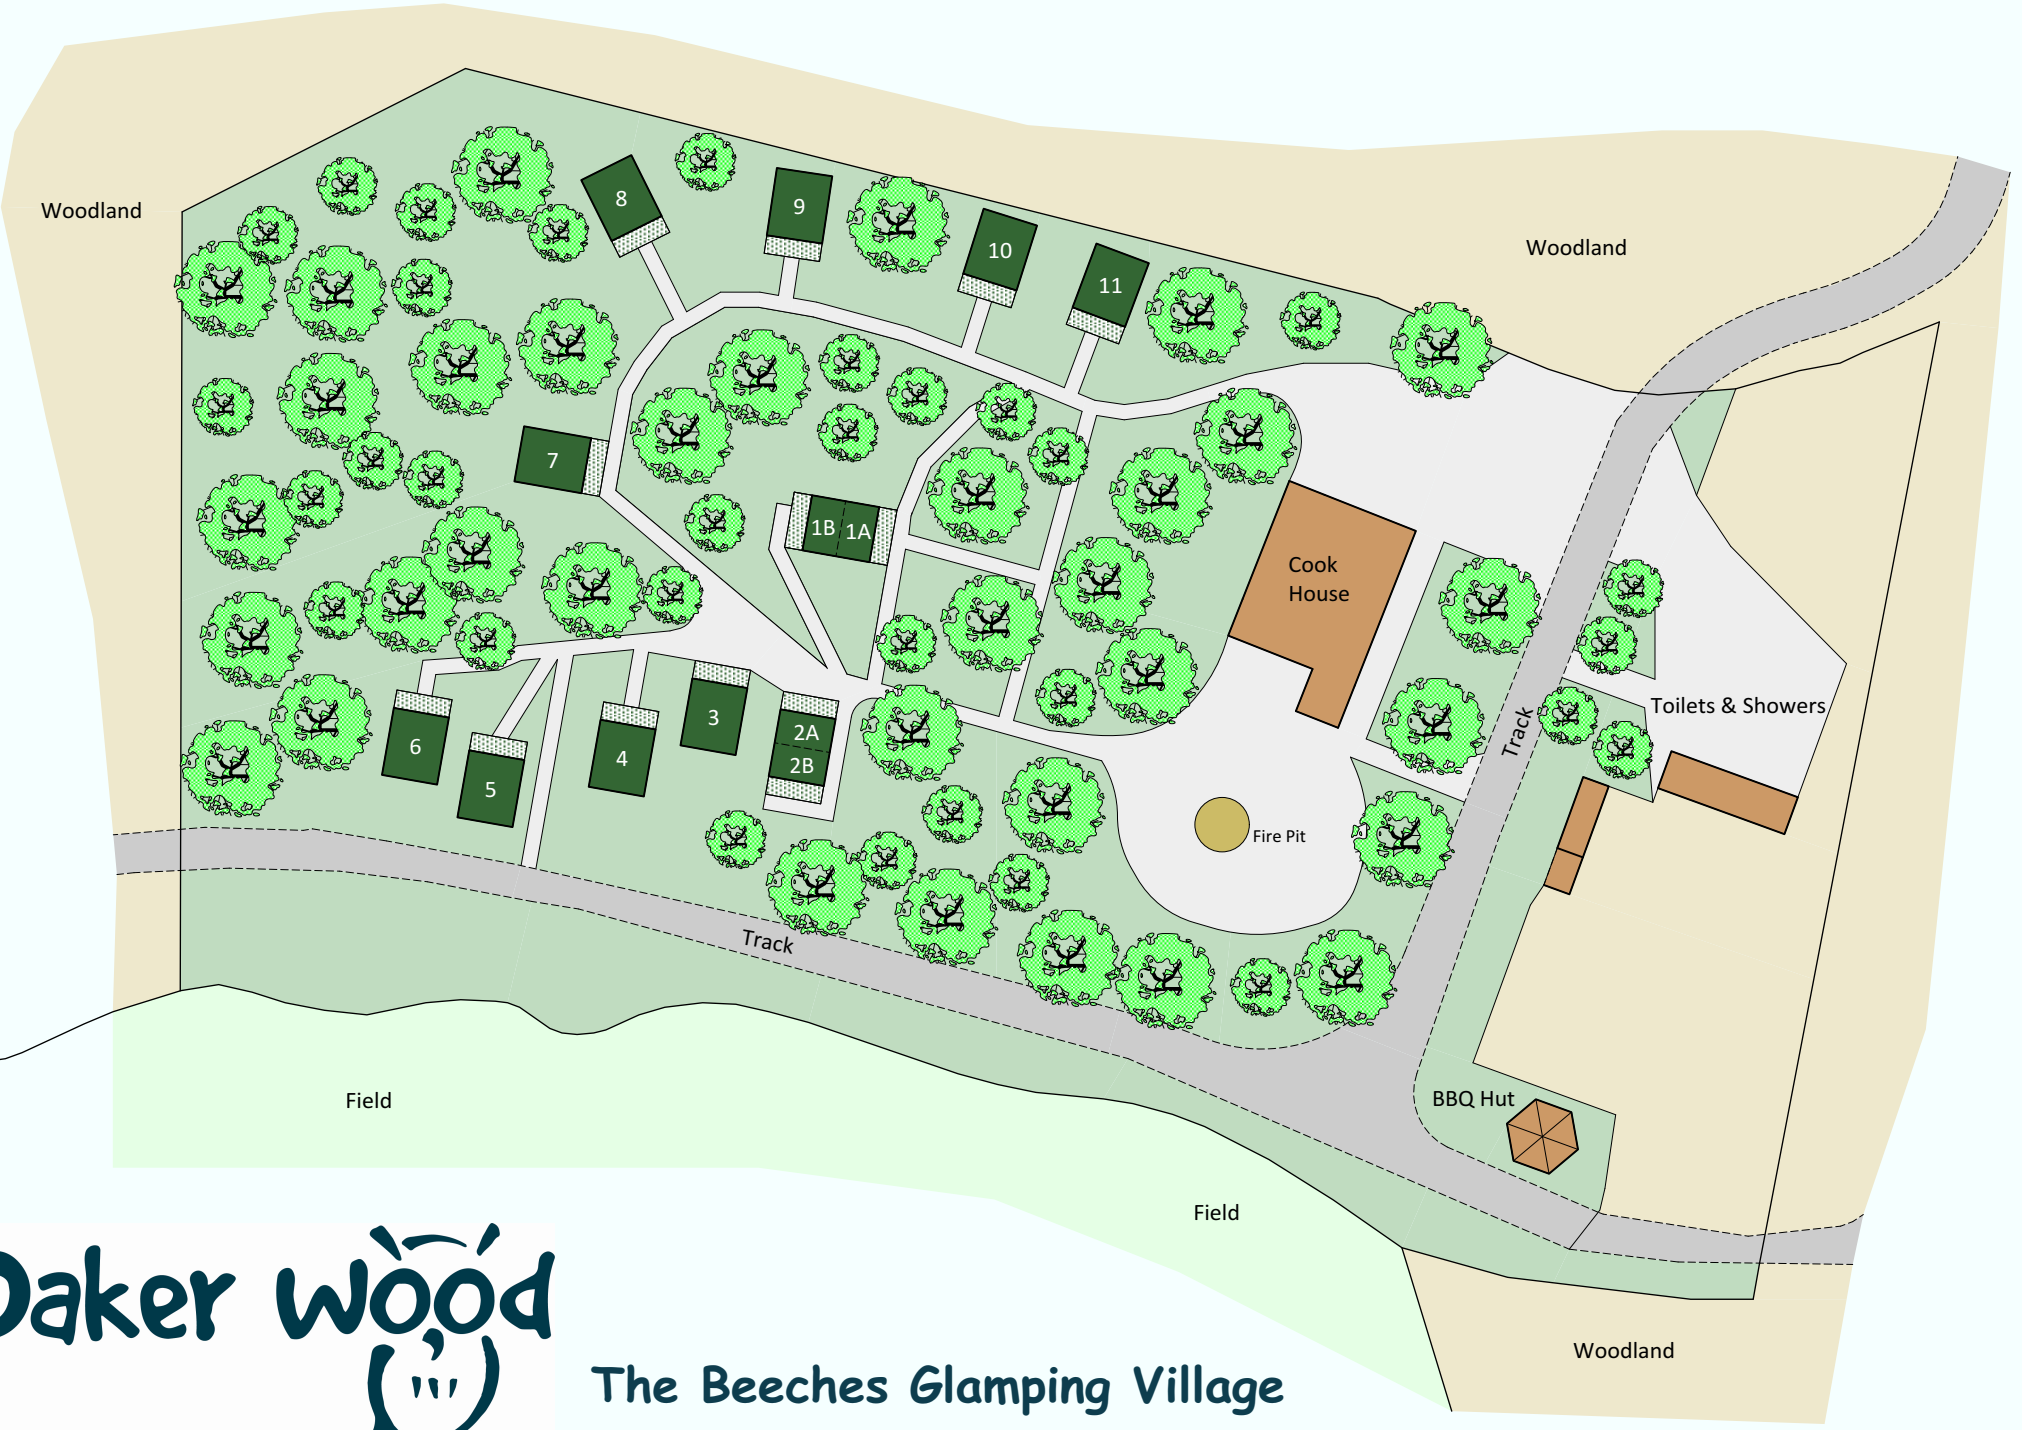 Woodland
8
9
10
11
Woodland
7
1B
1A
Cook
House
6
5
4
3
2A
2B
Toilets & Showers
Track
Fire Pit
Track
Field
BBQ Hut
Field
Woodland
Oaker wood
The Beeches Glamping Village